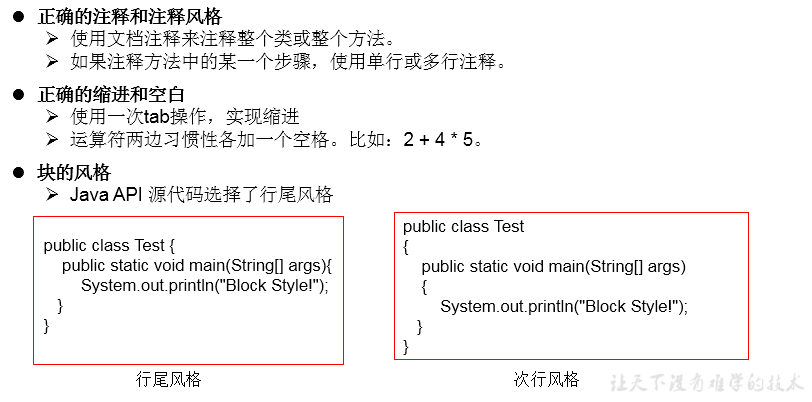 ● 正确的注释和注释风格
➢ 使用文档注释来注释整个类或整个方法。
➢ 如果注释方法中的某一个步骤，使用单行或多行注释。
● 正确的缩进和空白
➢ 使用一次tab操作，实现缩进
➢ 运算符两边习惯性各加一个空格。比如：2 + 4 * 5。
● 块的风格
➢ Java API 源代码选择了行尾风格
public class Test {
public static void main(String[] args){
System.out.println("Block Style!");
}
}
行尾风格
public class Test
{
public static void main(String[] args)
{
System.out.println("Block Style!");
}
}
次行风格
让天下没有难学的技术